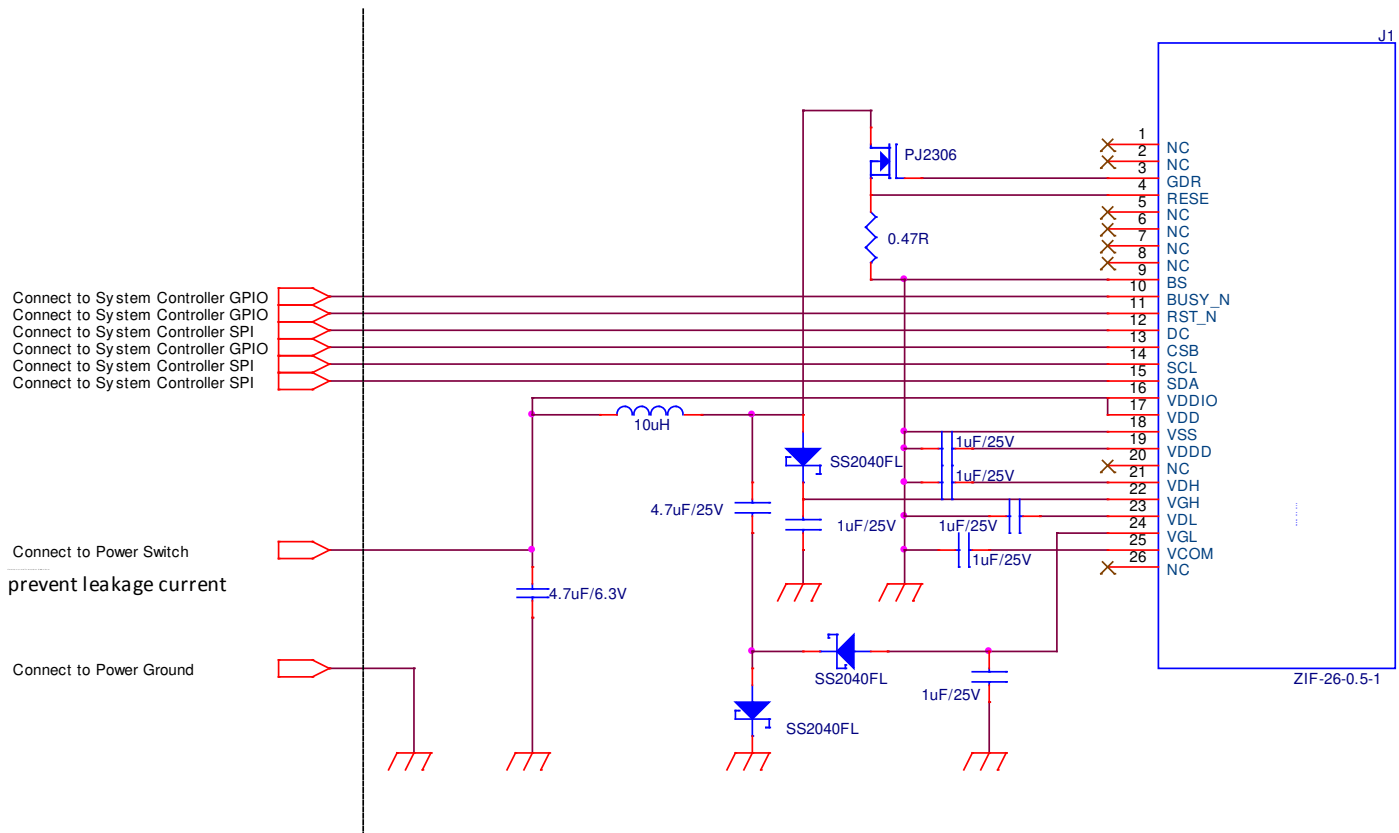 J1
1
NC
2
NC
3
GDR
4
RESE
5
NC
6
NC
7
NC
8
NC
9
BS
10
BUSY_N
11
RST_N
12
DC
13
CSB
14
SCL
15
SDA
16
VDDIO
17
VDD
18
VSS
19
VDDD
20
NC
21
VDH
22
VGH
23
VDL
24
VGL
25
VCOM
26
NC
ZIF-26-0.5-1
PJ2306
0.47R
Connect to System Controller GPIO
Connect to System Controller GPIO
Connect to System Controller SPI
Connect to System Controller GPIO
Connect to System Controller SPI
Connect to System Controller SPI
10uH
SS2040FL
1uF/25V
1uF/25V
4.7uF/25V
1uF/25V
1uF/25V
1uF/25V
Connect to Power Switch
prevent leakage current
4.7uF/6.3V
Connect to Power Ground
SS2040FL
1uF/25V
SS2040FL